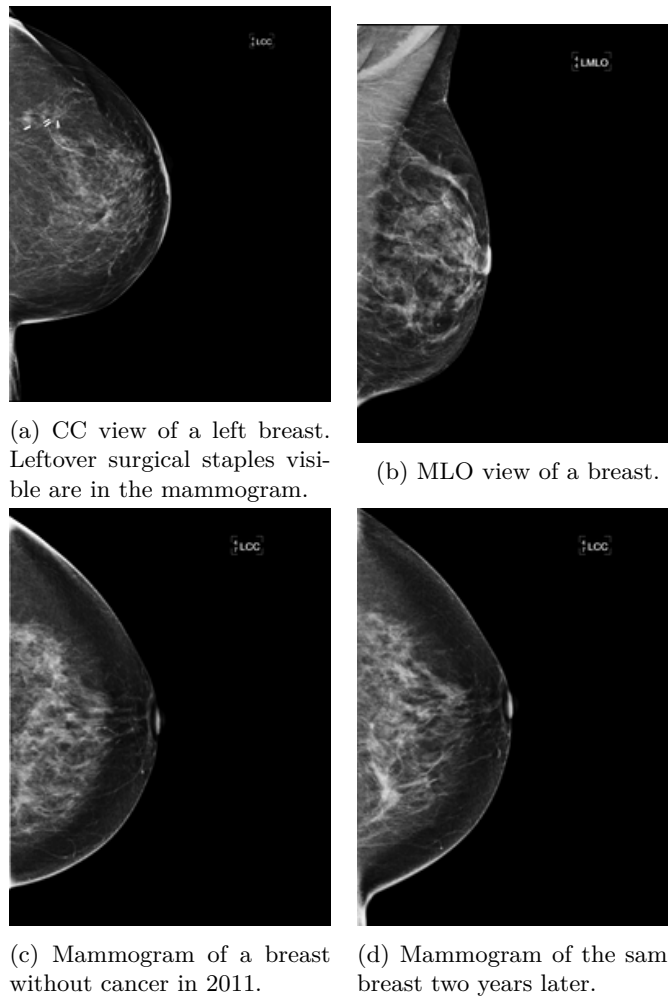 LCC
LMLO
(a) CC view of a left breast.
Leftover surgical staples visi-
ble are in the mammogram.
(b) MLO view of a breast.
LCC
LCC
(c) Mammogram of a breast
without cancer in 2011.
(d) Mammogram of the sam
breast two years later.